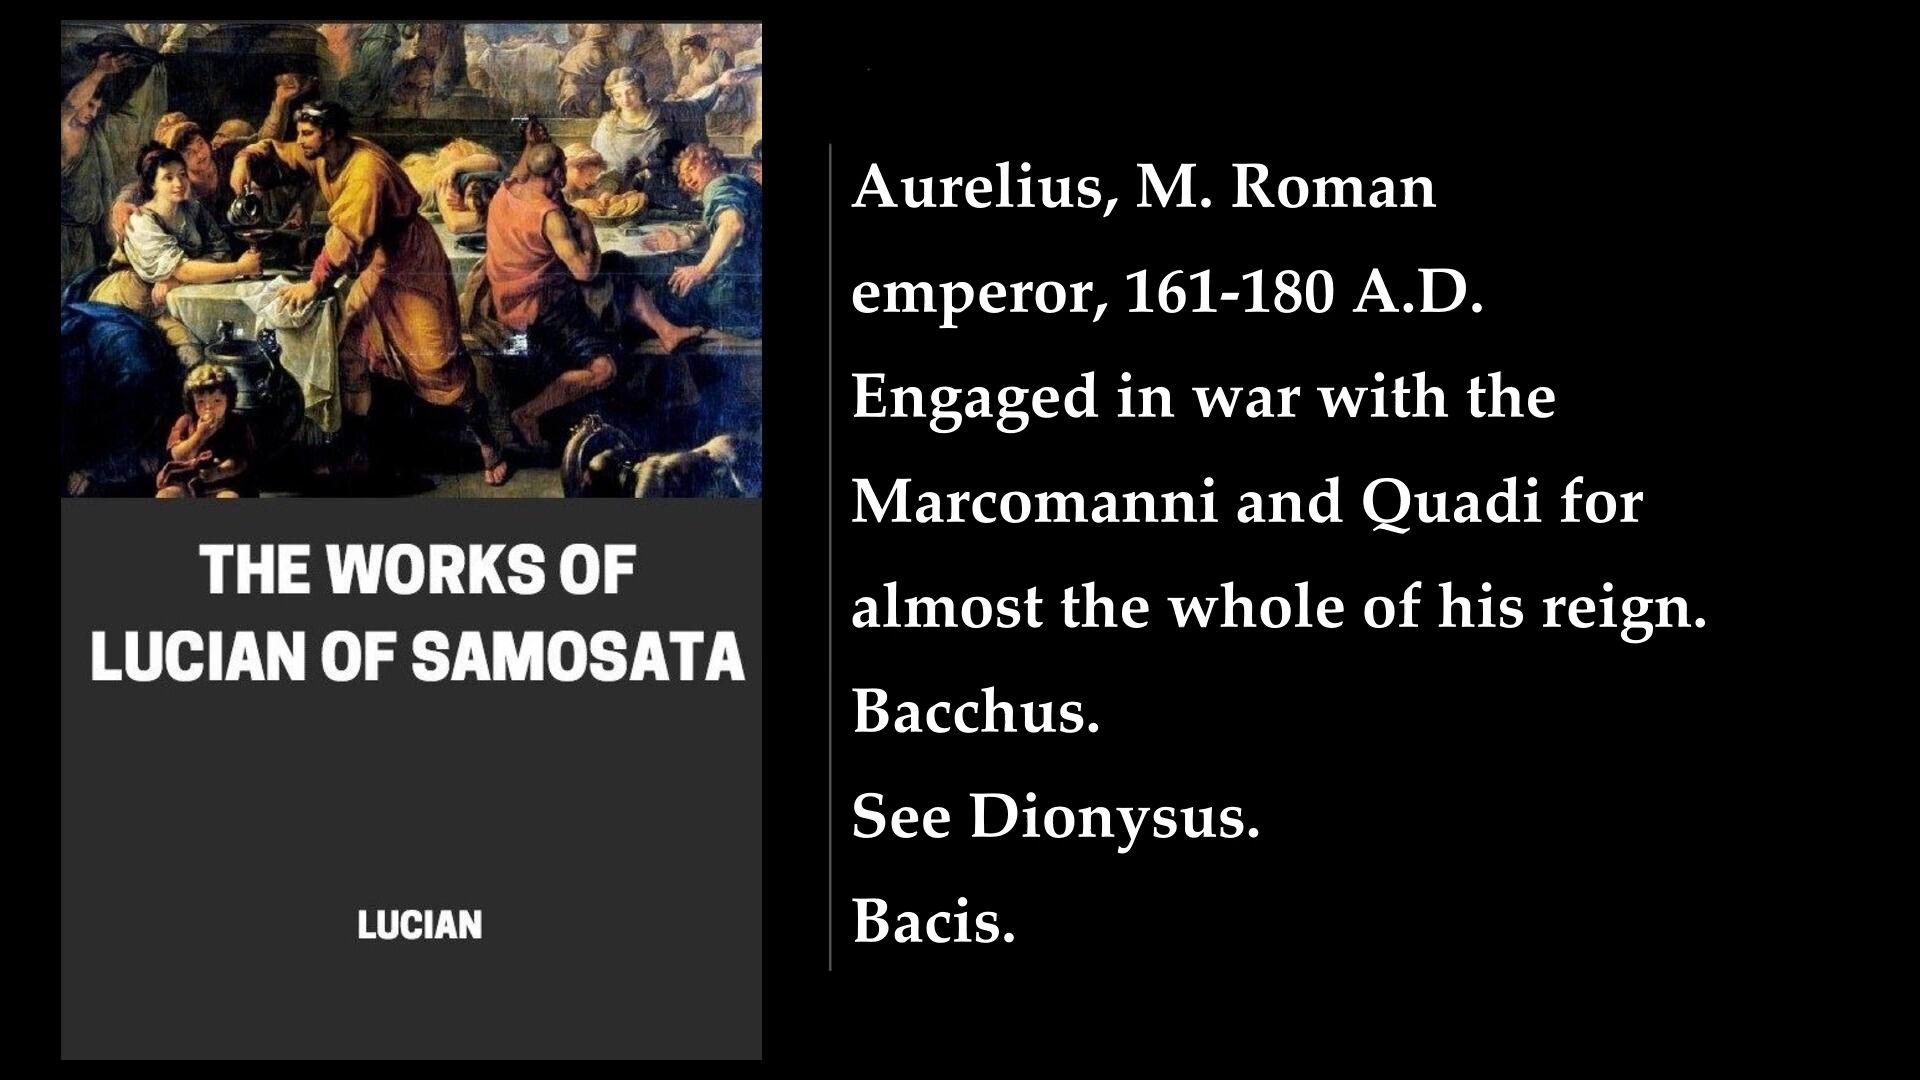 THE WORKS OF
LUCIAN OF SAMOSATA
LUCIAN
Aurelius, M. Roman
emperor, 161-180 A.D.
Engaged in war with the
Marcomanni and Quadi for
almost the whole of his reign.
Bacchus.
See Dionysus.
Bacis.